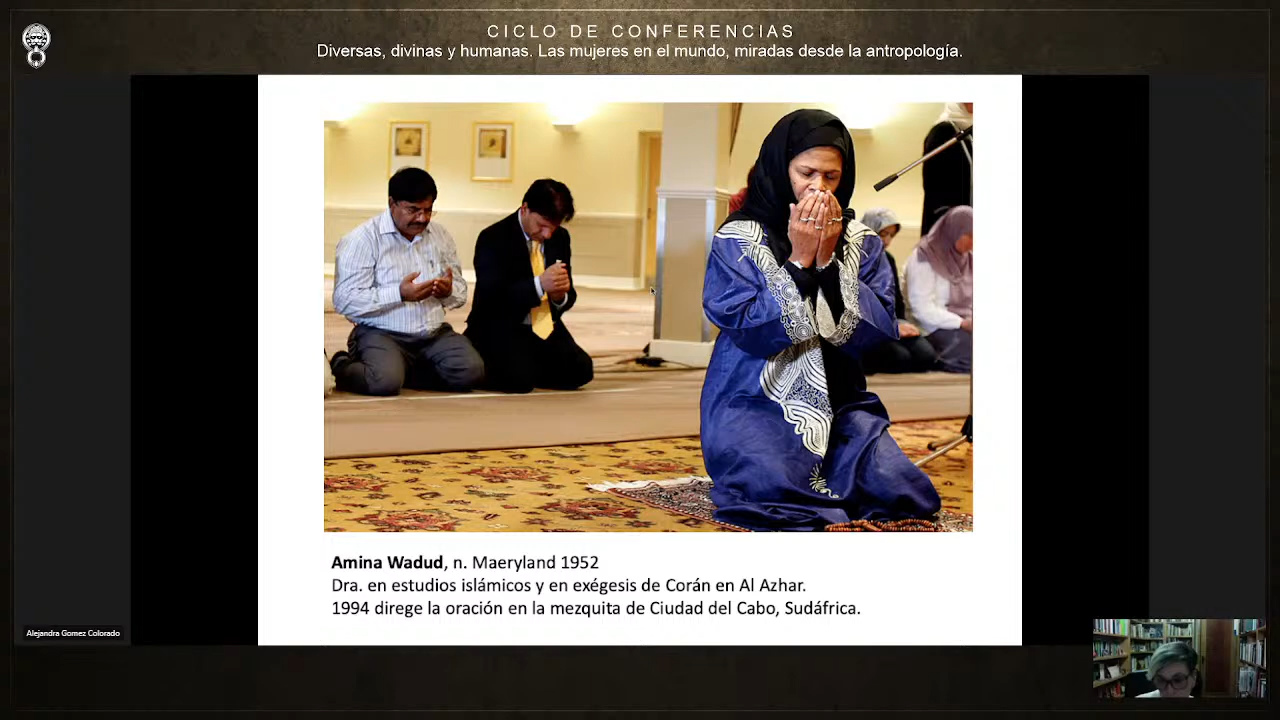 CICLO DE CONFERENCIAS
Diversas, divinas y humanas. Las mujeres en el mundo, miradas desde la antropología.
Amina Wadud, n. Maeryland 1952
Dra. en estudios islámicos y en exégesis de Corán en Al Azhar.
1994 direge la oración en la mezquita de Ciudad del Cabo, Sudáfrica.
Alejandra Gomez Colorado